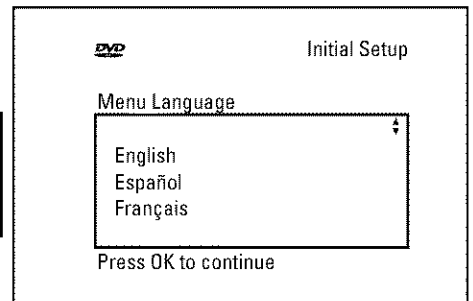 DVD
Initial Setup
Menu Language
English
Español
Français
Press OK to continue